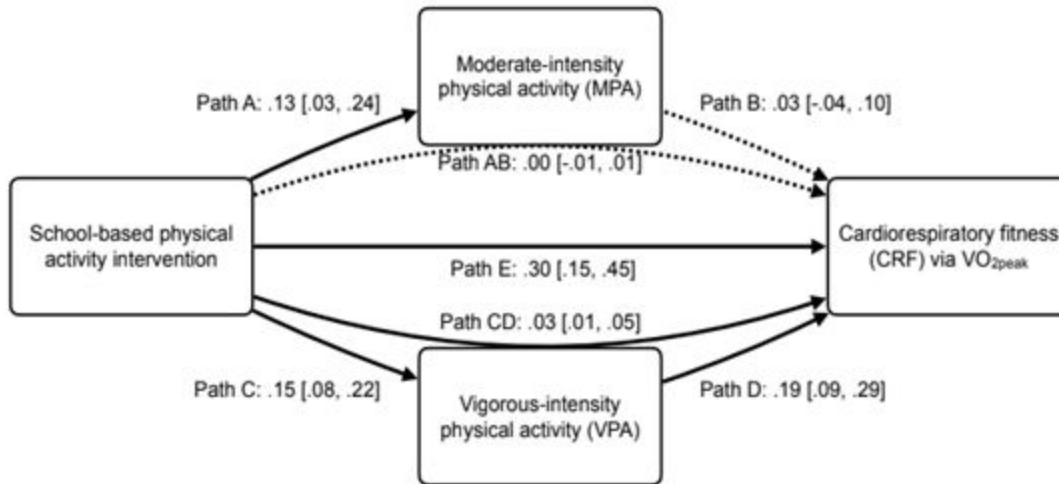 Moderate-intensity
physical activity (MPA)
Path A: .13 [.03, .24]
Path B: .03 [-.04, .10]
Path AB: .00 [-.01, .01]
School-based physical
activity intervention
Cardiorespiratory fitness
(CRF) via VO2peak
Path E: .30 [.15, .45]
Path CD: .03 [.01, .05]
Path C: .15 [.08, .22]
Path D: .19 [.09, .29]
Vigorous-intensity
physical activity (VPA)